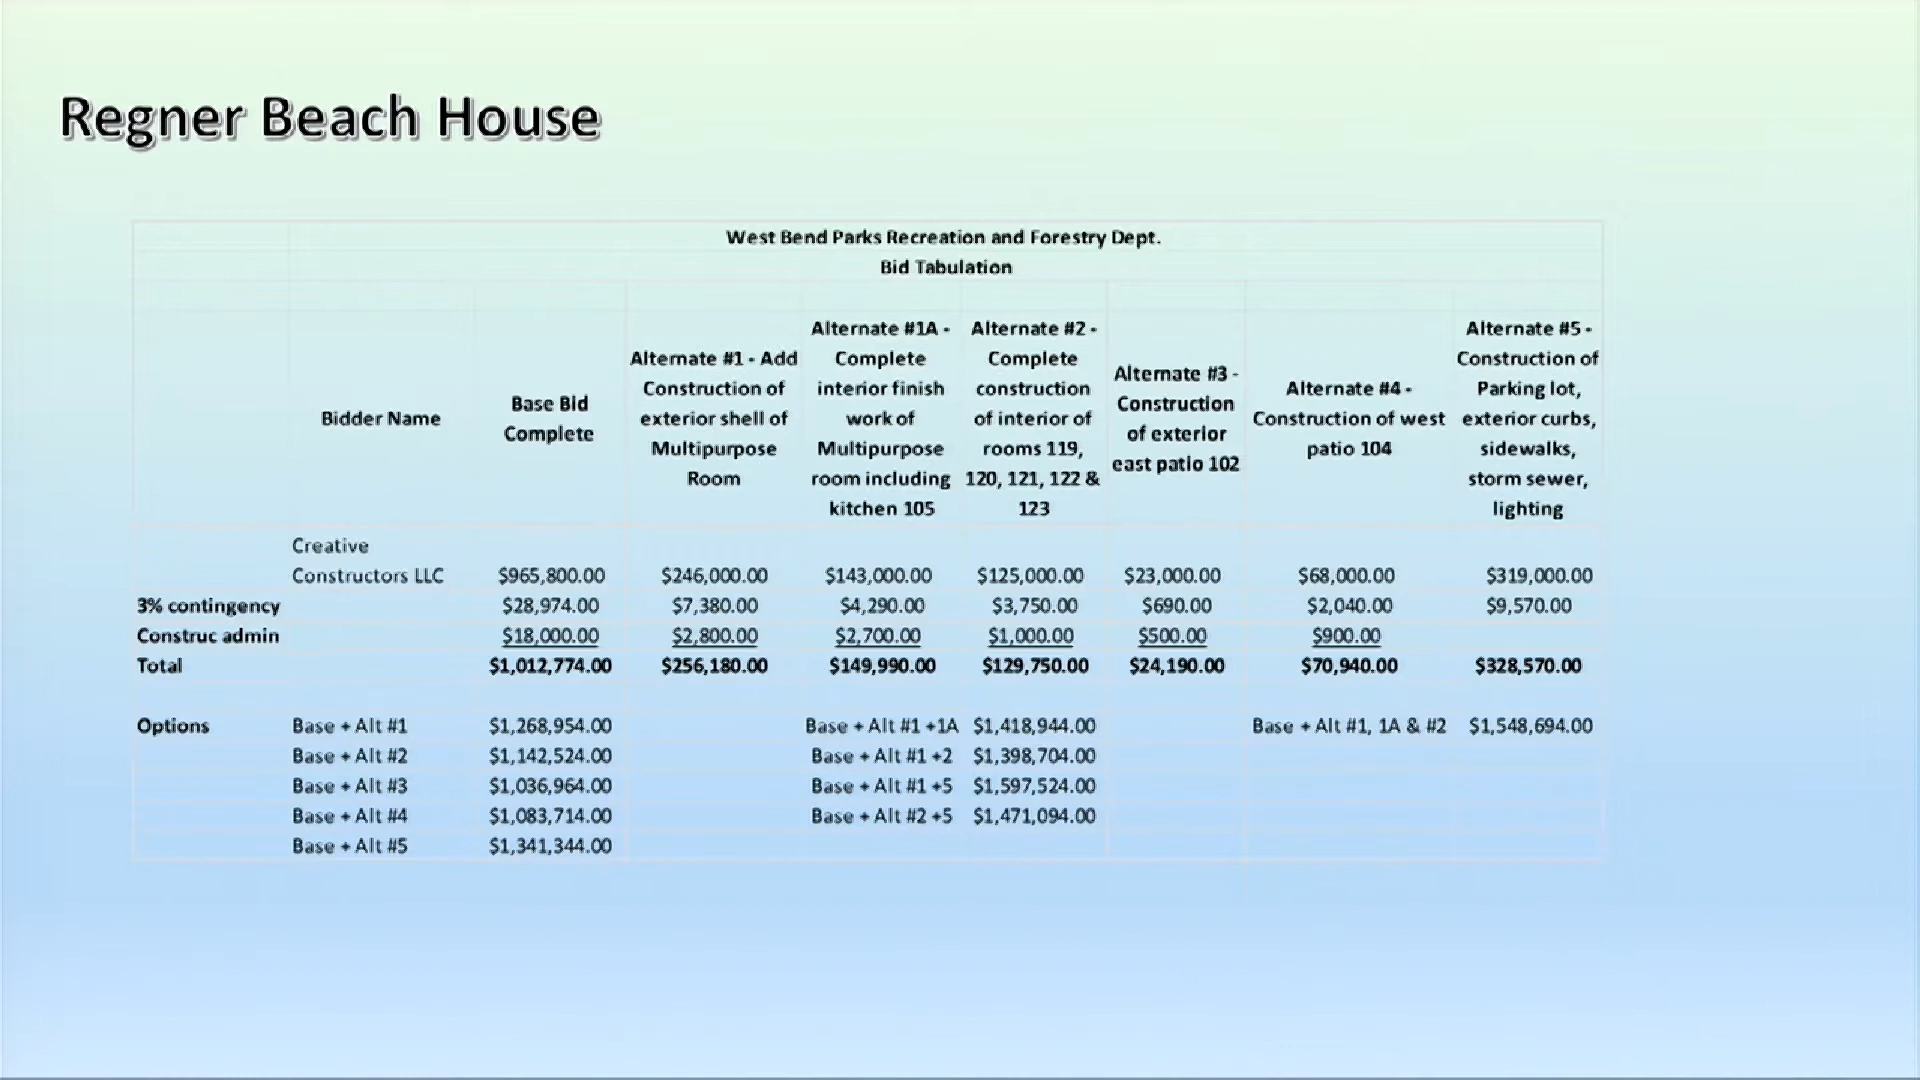 Regner Beach House
West Bend Parks Recreation and Forestry Dept.
Bid Tabulation
Bidder Name
Base Bid
Complete
Alternate #1 - Add
Construction of
exterior shell of
Multipurpose
Room
Alternate #1A -
Complete
interior finish
work of
Multipurpose
room including
kitchen 105
Alternate #2 -
Complete
construction
of interior of
rooms 119,
120, 121, 122 &
123
Alternate #3 -
Construction
of exterior
east patio 102
Alternate #4 -
Construction of west
patio 104
Alternate #5 -
Construction of
Parking lot,
exterior curbs,
sidewalks,
storm sewer,
lighting
Creative
Constructors LLC $965,800.00 $246,000.00 $143,000.00 $125,000.00 $23,000.00 $68,000.00 $319,000.00
3% contingency $28,974.00 $7,380.00 $4,290.00 $3,750.00 $690.00 $2,040.00 $9,570.00
Construc admin $18,000.00 $2,800.00 $2,700.00 $1,000.00 $500.00 $900.00
Total $1,012,774.00 $256,180.00 $149,990.00 $129,750.00 $24,190.00 $70,940.00 $328,570.00
Options Base + Alt #1 $1,268,954.00 Base + Alt #1 +1A $1,418,944.00 Base + Alt #1, 1A & #2 $1,548,694.00
Base + Alt #2 $1,142,524.00 Base + Alt #1 +2 $1,398,704.00
Base + Alt #3 $1,036,964.00 Base + Alt #1 +5 $1,597,524.00
Base + Alt #4 $1,083,714.00 Base + Alt #2 +5 $1,471,094.00
Base + Alt #5 $1,341,344.00